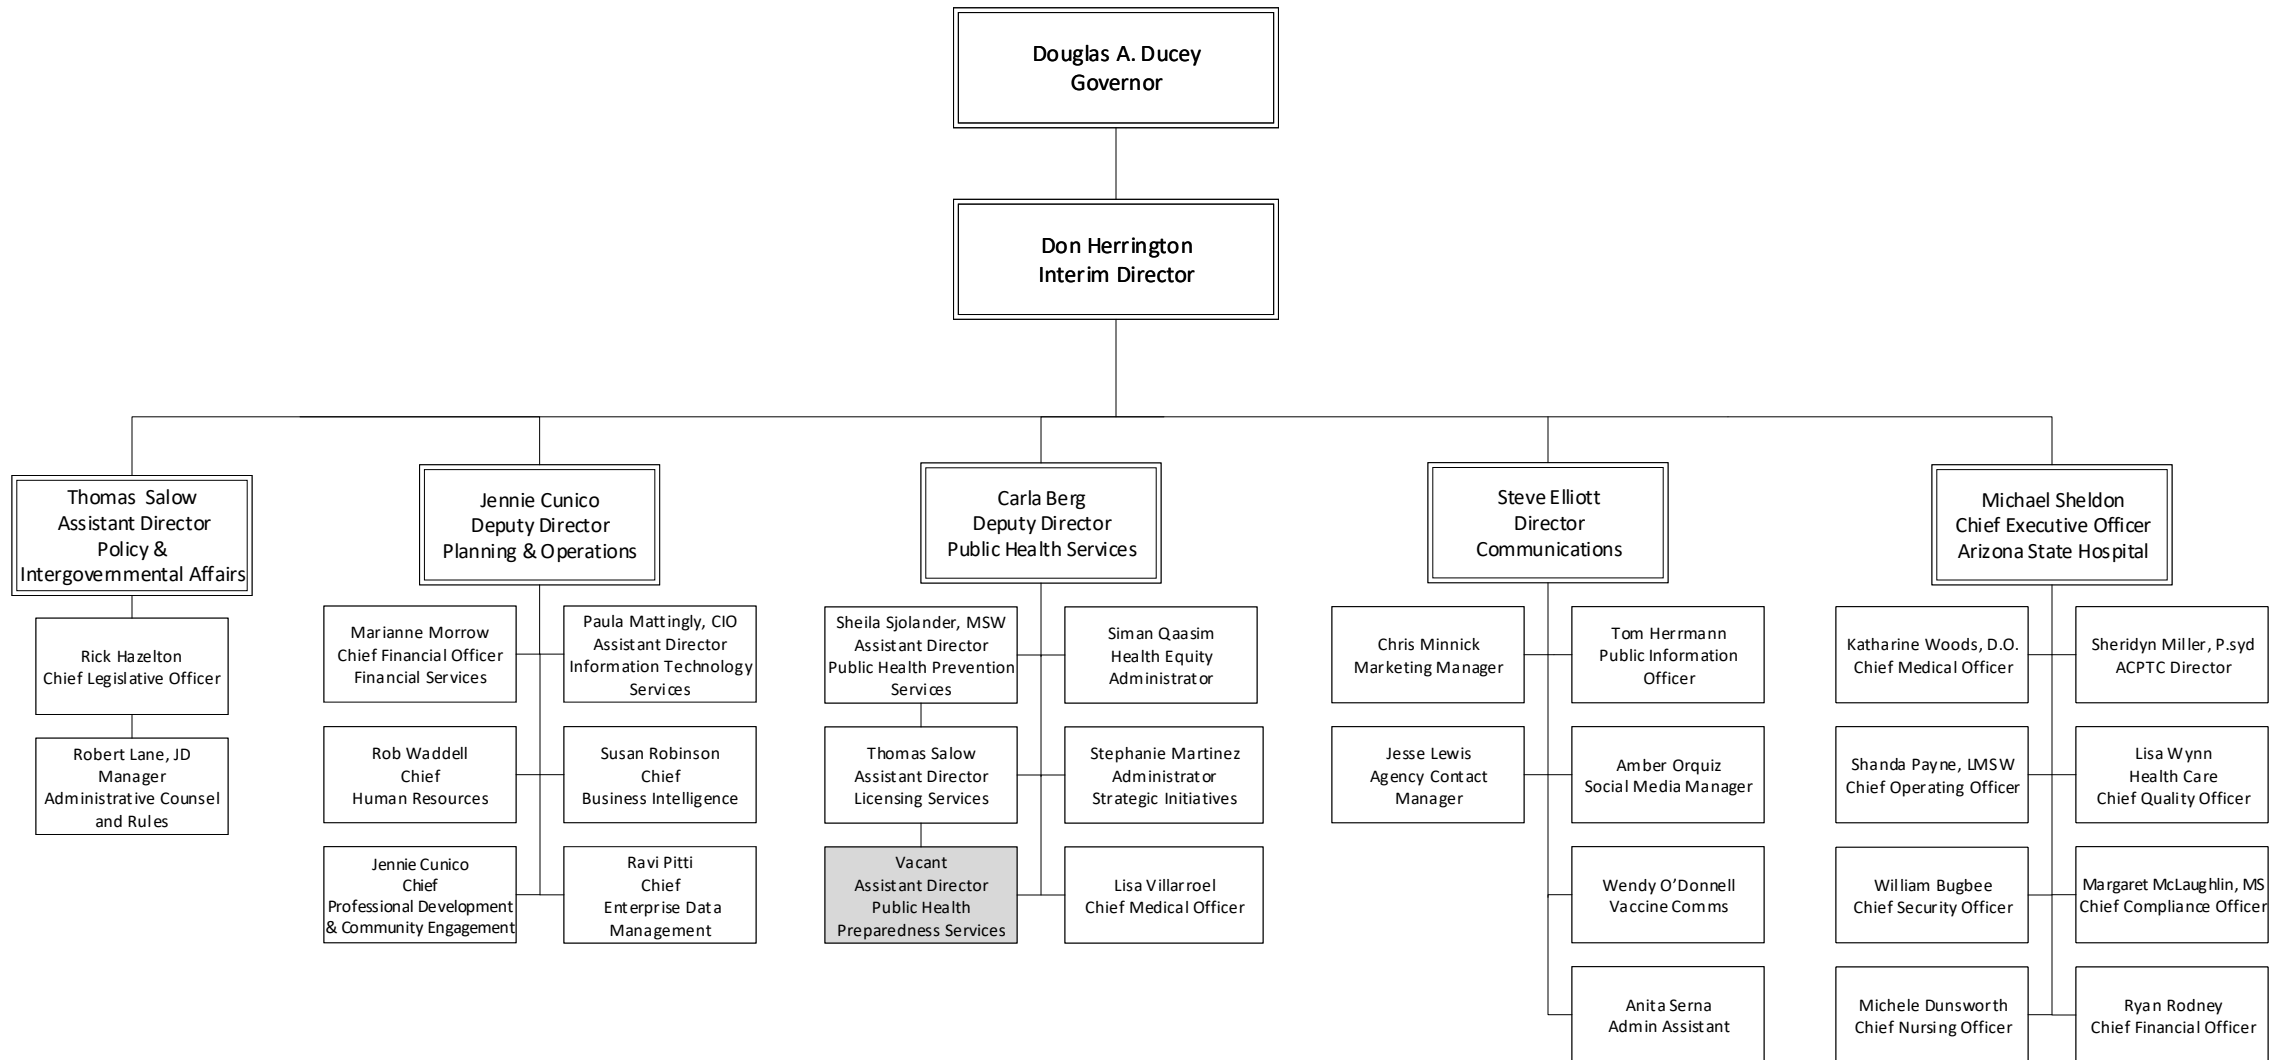 Douglas A. Ducey
Governor
Don Herrington
Interim Director
Thomas Salow
Assistant Director
Policy &
Intergovernmental Affairs
Rick Hazelton
Chief Legislative Officer
Robert Lane, JD
Manager
Administrative Counsel
and Rules
Jennie Cunico
Deputy Director
Planning & Operations
Marianne Morrow
Chief Financial Officer
Financial Services
Paula Mattingly, CIO
Assistant Director
Information Technology
Services
Rob Waddell
Chief
Human Resources
Susan Robinson
Chief
Business Intelligence
Jennie Cunico
Chief
Professional Development
& Community Engagement
Ravi Pitti
Chief
Enterprise Data
Management
Carla Berg
Deputy Director
Public Health Services
Sheila Sjolander, MSW
Assistant Director
Public Health Prevention
Services
Siman Qaasim
Health Equity
Administrator
Thomas Salow
Assistant Director
Licensing Services
Stephanie Martinez
Administrator
Strategic Initiatives
Vacant
Assistant Director
Public Health
Preparedness Services
Lisa Villarroel
Chief Medical Officer
Steve Elliott
Director
Communications
Chris Minnick
Marketing Manager
Tom Herrmann
Public Information
Officer
Jesse Lewis
Agency Contact
Manager
Amber Orquiz
Social Media Manager
Wendy O’Donnell
Vaccine Comms
Anita Serna
Admin Assistant
Michael Sheldon
Chief Executive Officer
Arizona State Hospital
Katharine Woods, D.O.
Chief Medical Officer
Sheridyn Miller, P.syd
ACPTC Director
Shanda Payne, LMSW
Chief Operating Officer
Lisa Wynn
Health Care
Chief Quality Officer
William Bugbee
Chief Security Officer
Margaret McLaughlin, MS
Chief Compliance Officer
Michele Dunsworth
Chief Nursing Officer
Ryan Rodney
Chief Financial Officer